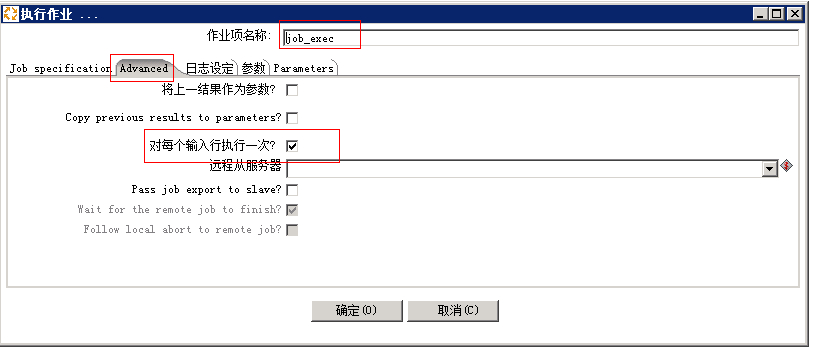 执行作业 ...
作业项名称: job_exec
Job specification Advanced 日志设定 参数 Parameters
将上一结果作为参数?
Copy previous results to parameters?
对每个输入行执行一次?
远程从服务器
Pass job export to slave?
Wait for the remote job to finish?
Follow local abort to remote job?
确定(O) 取消(C)